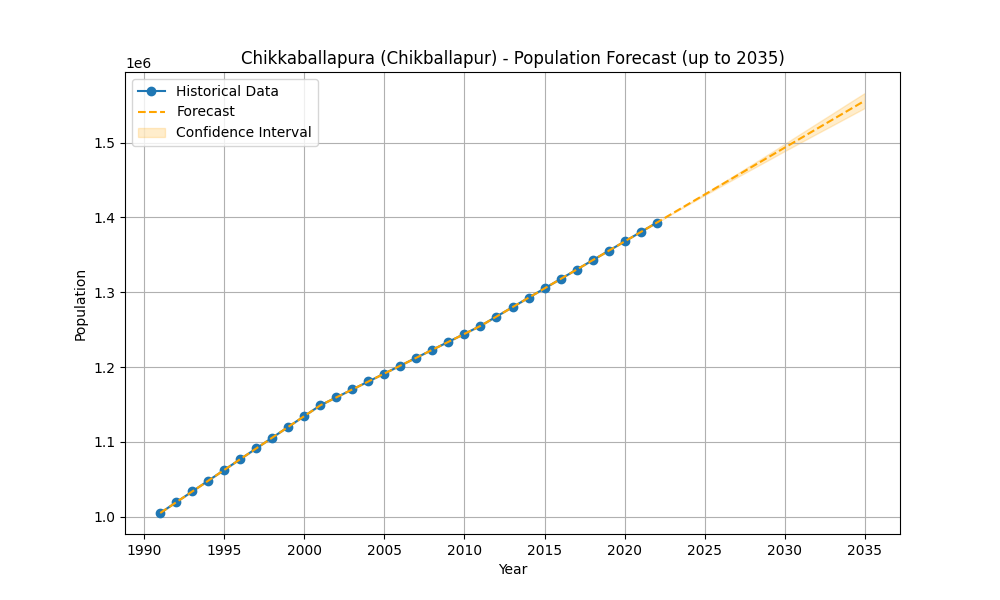 Chikkaballapura (Chikballapur) - Population Forecast (up to 2035)
1e6
Historical Data
Forecast
Confidence Interval
1.5
1.4
1.3
1.2
1.1
1.0
Population
1990 1995 2000 2005 2010 2015 2020 2025 2030 2035
Year